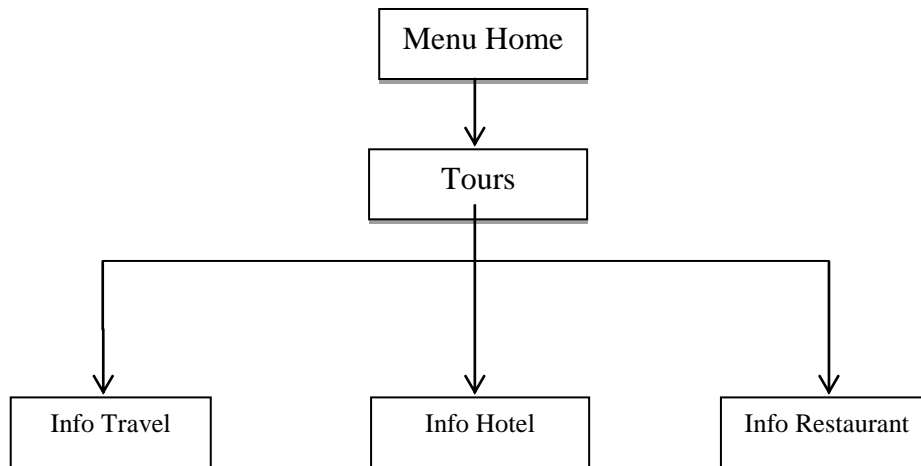 Menu Home
Tours
Info Travel
Info Hotel
Info Restaurant